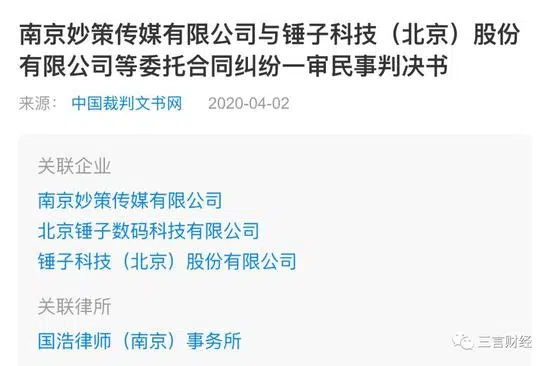 南京妙策传媒有限公司与锤子科技（北京）股份
有限公司等委托合同纠纷一审民事判决书
来源： 中国裁判文书网 2020-04-02
关联企业
南京妙策传媒有限公司
北京锤子数码科技有限公司
锤子科技（北京）股份有限公司
关联律所
国浩律师（南京）事务所
三言财经